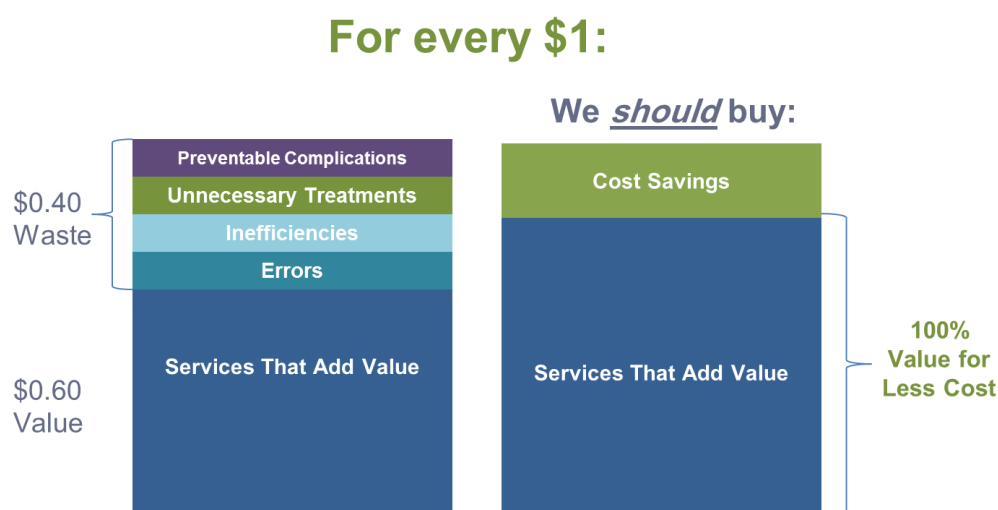 For every $1:
We should buy:
Preventable Complications
Unnecessary Treatments
Inefficiencies
Errors
$0.40
Waste
Services That Add Value
$0.60
Value
Cost Savings
Services That Add Value
100%
Value for
Less Cost